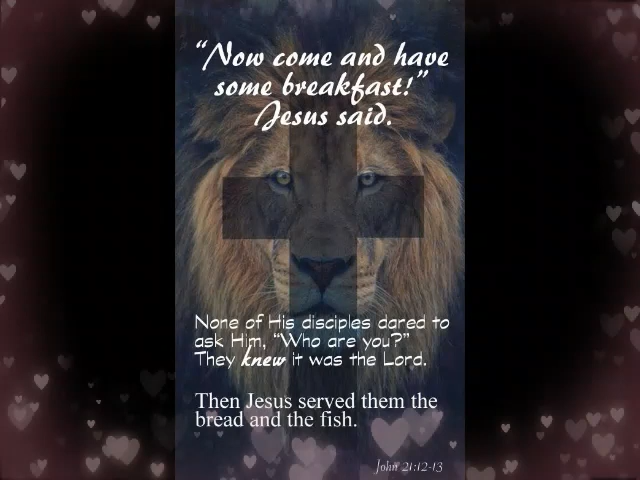 “Now come and have
some breakfast!”
Jesus said.
None of His disciples dared to
ask Him, “Who are you?”
They knew it was the Lord.
Then Jesus served them the
bread and the fish.
John 21:12-13